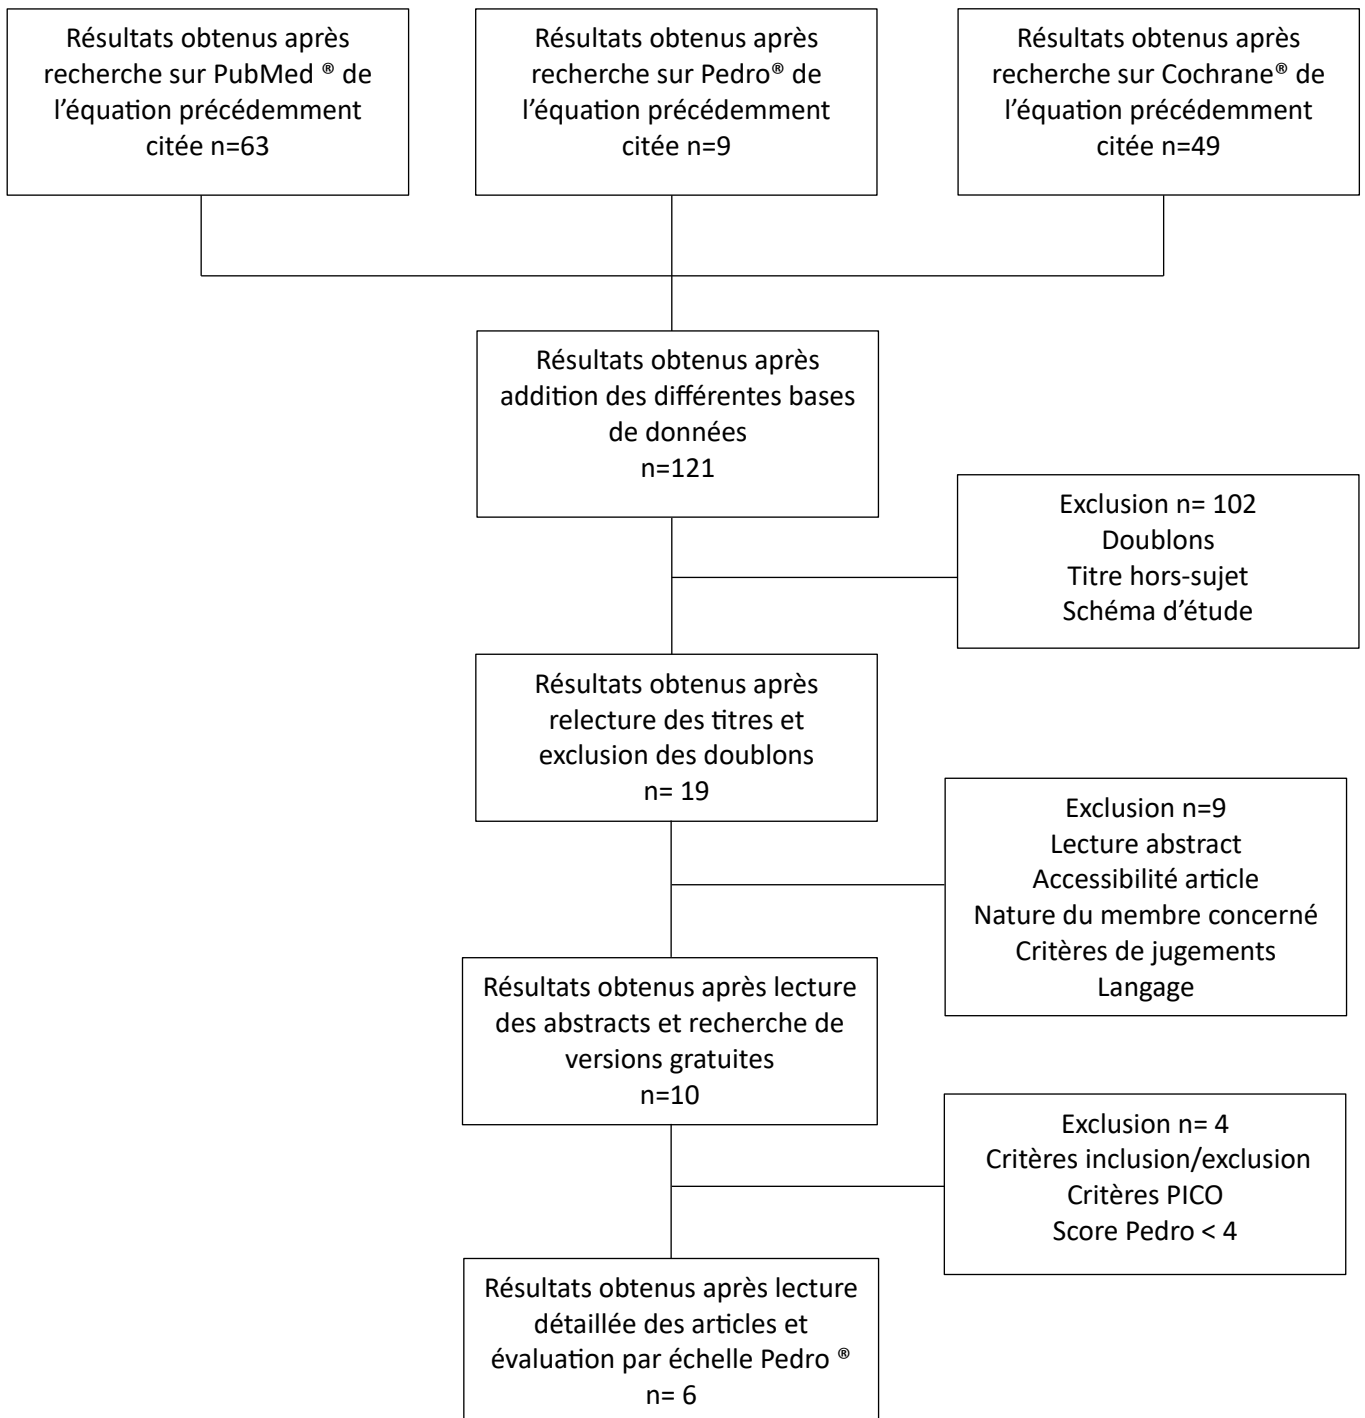 Résultats obtenus après
recherche sur PubMed ® de
l’équation précédemment
citée n=63
Résultats obtenus après
recherche sur Pedro® de
l’équation précédemment
citée n=9
Résultats obtenus après
recherche sur Cochrane® de
l’équation précédemment
citée n=49
Résultats obtenus après
addition des différentes bases
de données
n=121
Exclusion n= 102
Doublons
Titre hors-sujet
Schéma d’étude
Résultats obtenus après
relecture des titres et
exclusion des doublons
n= 19
Exclusion n=9
Lecture abstract
Accessibilité article
Nature du membre concerné
Critères de jugements
Langage
Résultats obtenus après lecture
des abstracts et recherche de
versions gratuites
n=10
Exclusion n= 4
Critères inclusion/exclusion
Critères PICO
Score Pedro < 4
Résultats obtenus après lecture
détaillée des articles et
évaluation par échelle Pedro ®
n= 6